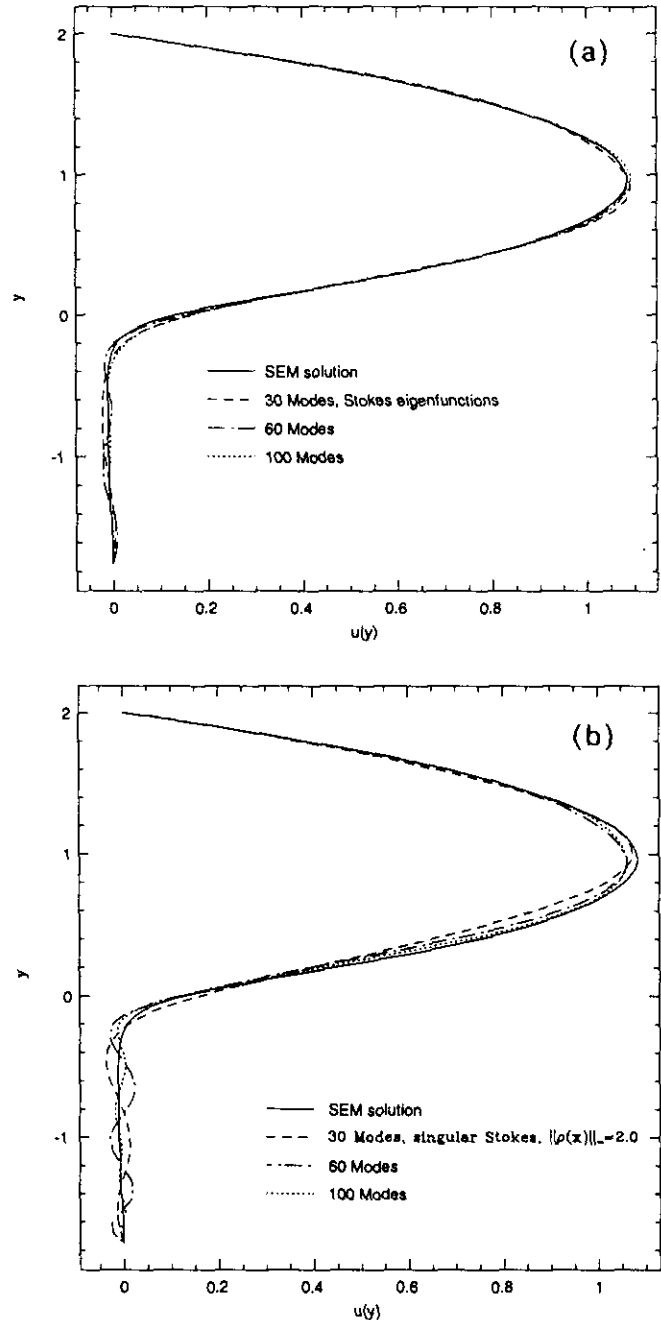 (a)
2
1
0
-1
y
SEM solution
30 Modes, Stokes eigenfunctions
60 Modes
100 Modes
0 0.2 0.4 0.6 0.8 1
u(y)
(b)
2
1
0
-1
y
SEM solution
30 Modes, singular Stokes, ||ρ(x)||∞=2.0
60 Modes
100 Modes
0 0.2 0.4 0.6 0.8 1
u(y)